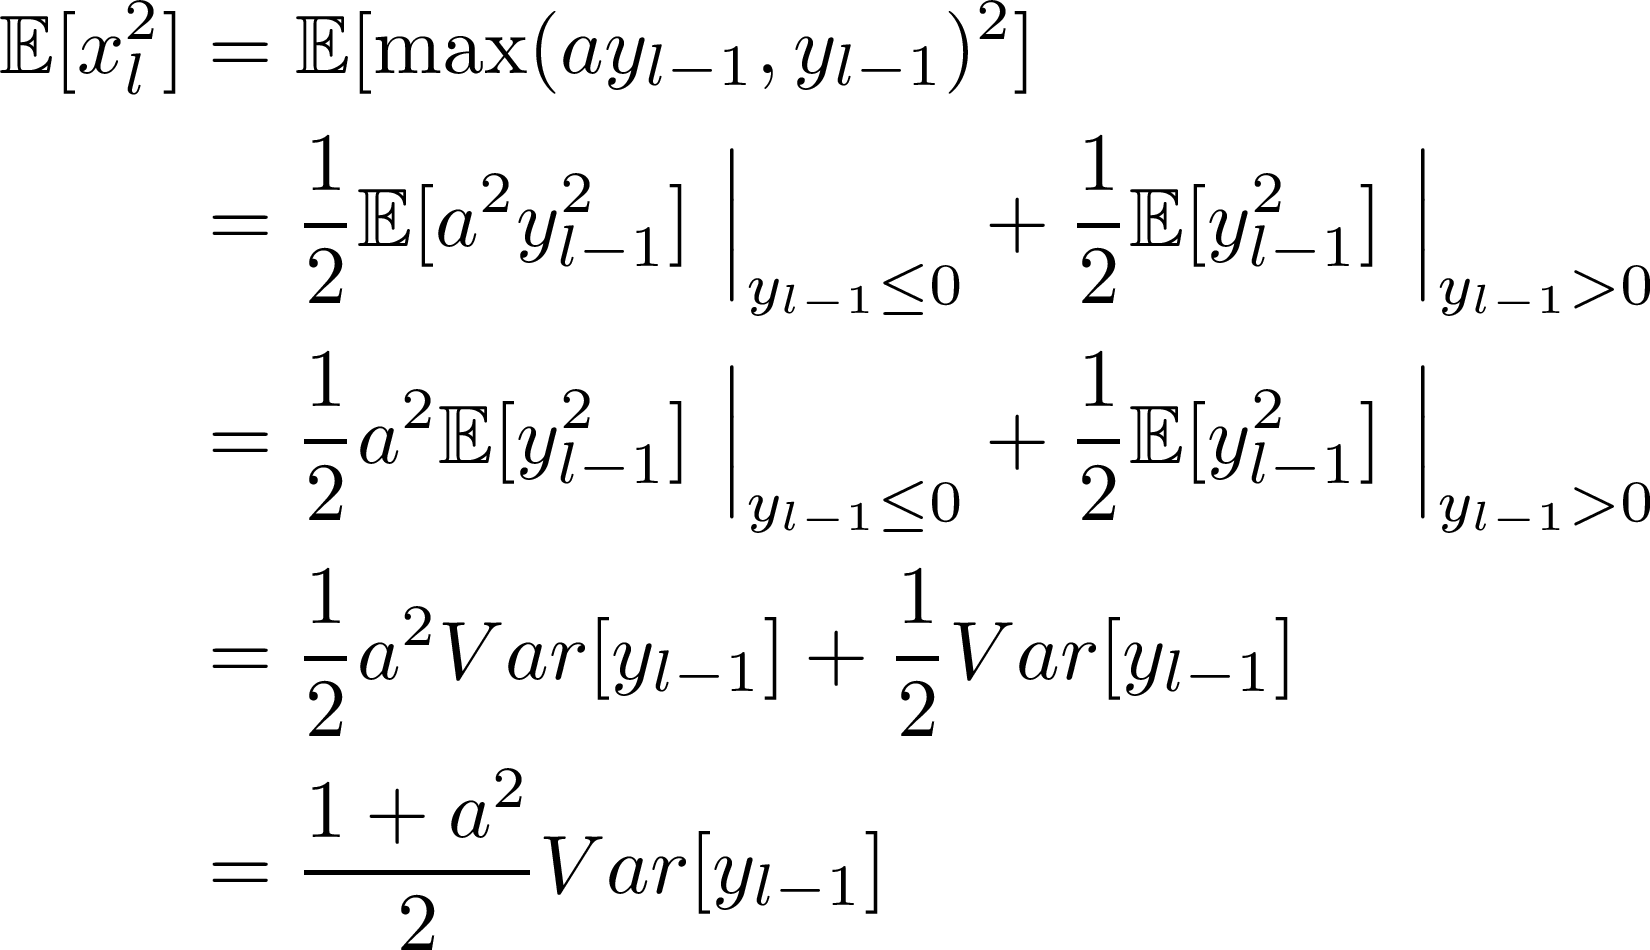 𝔼[x_l^2] = 𝔼[max(ay_{l−1}, y_{l−1})^2]
= \frac{1}{2}𝔼[a^2 y_{l−1}^2] |_{y_{l−1}≤0} + \frac{1}{2}𝔼[y_{l−1}^2] |_{y_{l−1}>0}
= \frac{1}{2}a^2 𝔼[y_{l−1}^2] |_{y_{l−1}≤0} + \frac{1}{2}𝔼[y_{l−1}^2] |_{y_{l−1}>0}
= \frac{1}{2}a^2 Var[y_{l−1}] + \frac{1}{2}Var[y_{l−1}]
= \frac{1 + a^2}{2}Var[y_{l−1}]